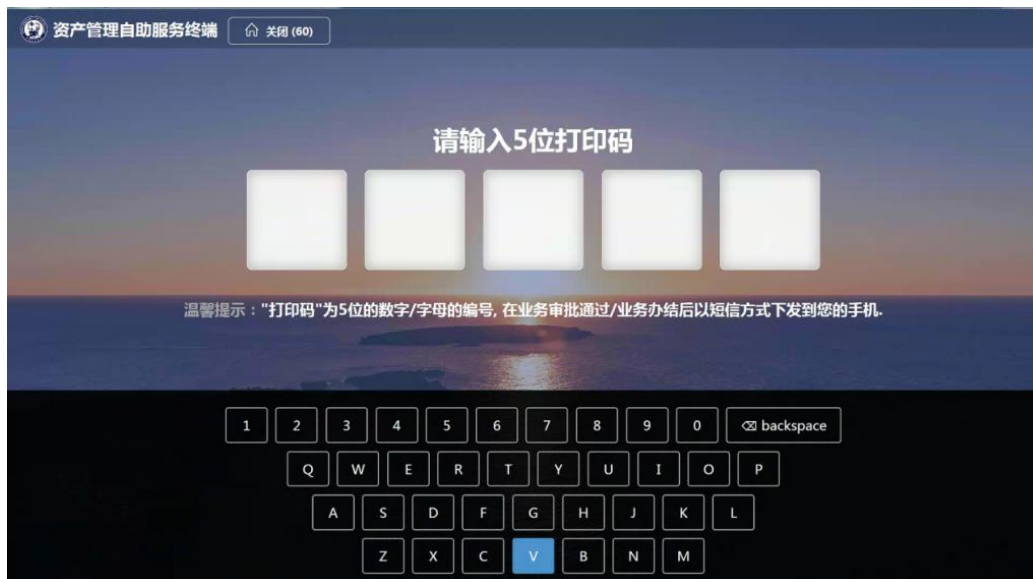 资产管理自助服务终端 关闭 (60)
请输入5位打印码
温馨提示："打印码"为5位的数字/字母的编号, 在业务审批通过/业务办结后以短信方式下发到您的手机.
1 2 3 4 5 6 7 8 9 0 backspace
Q W E R T Y U I O P
A S D F G H J K L
Z X C V B N M